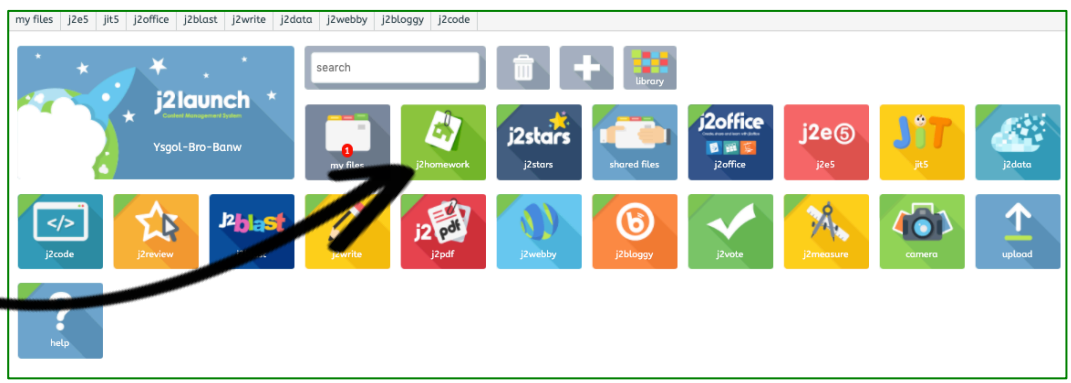 my files j2e5 jit5 j2office j2blast j2write j2data j2webby j2bloggy j2code
j2launch
Content Management System
Ysgol-Bro-Banw
search
library
1
my files
j2homework
j2stars
j2stars
shared files
j2office
j2office
j2e5
j2e5
JiT
jit5
j2data
</>
j2code
j2review
j2blast
j2write
j2 pdf
j2pdf
j2webby
b
j2bloggy
j2vote
j2measure
camera
upload
?
help